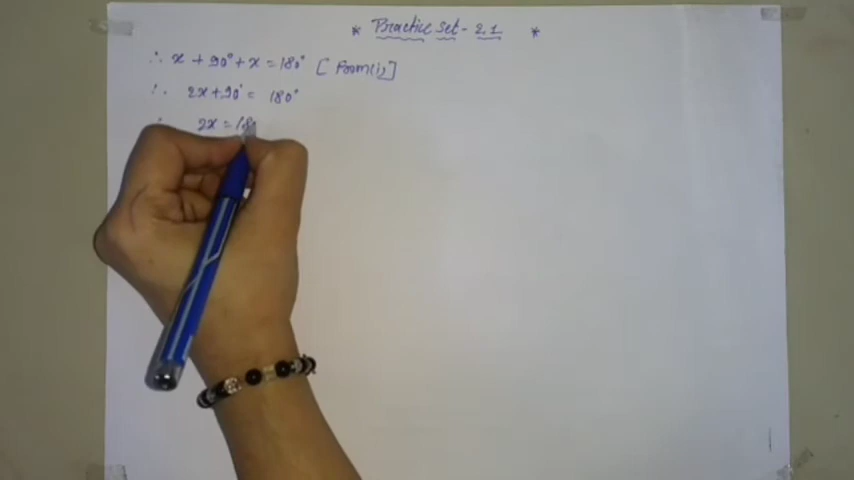 * Practice Set - 2.1 *
∴ x + 90° + x = 180° [From(i)]
∴ 2x + 90° = 180°
∴ 2x = 18